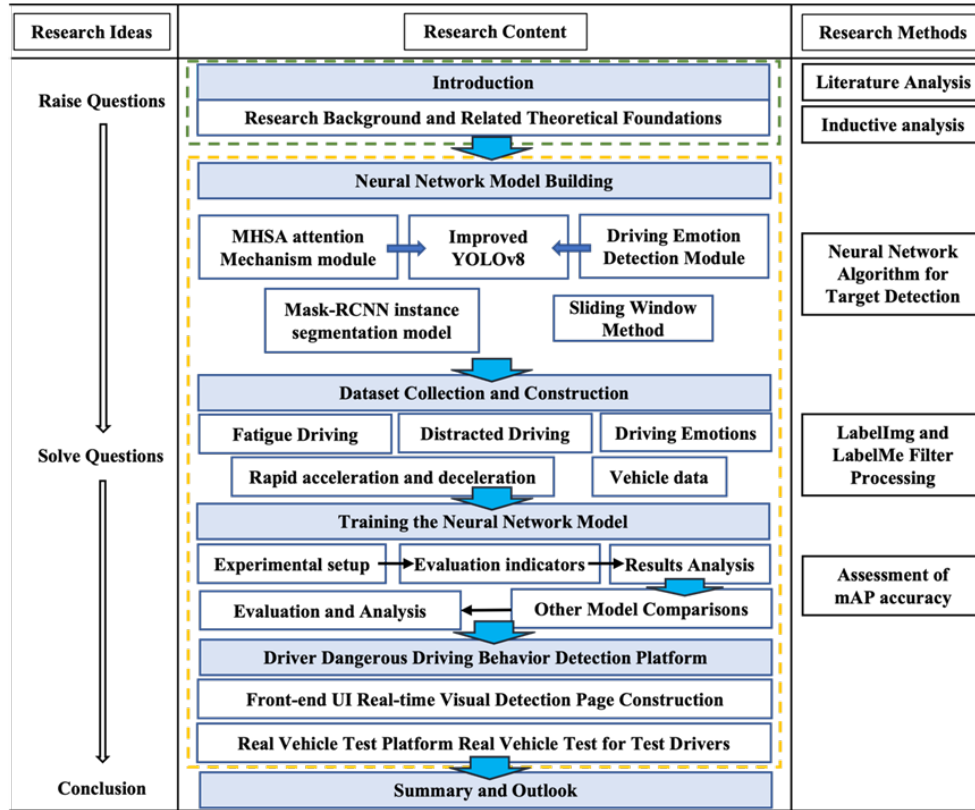 Research Ideas
Research Content
Research Methods
Raise Questions
Introduction
Research Background and Related Theoretical Foundations
Literature Analysis
Inductive analysis
Neural Network Model Building
MHSA attention
Mechanism module
Improved
YOLOv8
Driving Emotion
Detection Module
Mask-RCNN instance
segmentation model
Sliding Window
Method
Neural Network
Algorithm for
Target Detection
Dataset Collection and Construction
Fatigue Driving
Distracted Driving
Driving Emotions
Rapid acceleration and deceleration
Vehicle data
Solve Questions
LabelImg and
LabelMe Filter
Processing
Training the Neural Network Model
Experimental setup
Evaluation indicators
Results Analysis
Evaluation and Analysis
Other Model Comparisons
Assessment of
mAP accuracy
Driver Dangerous Driving Behavior Detection Platform
Front-end UI Real-time Visual Detection Page Construction
Real Vehicle Test Platform Real Vehicle Test for Test Drivers
Conclusion
Summary and Outlook